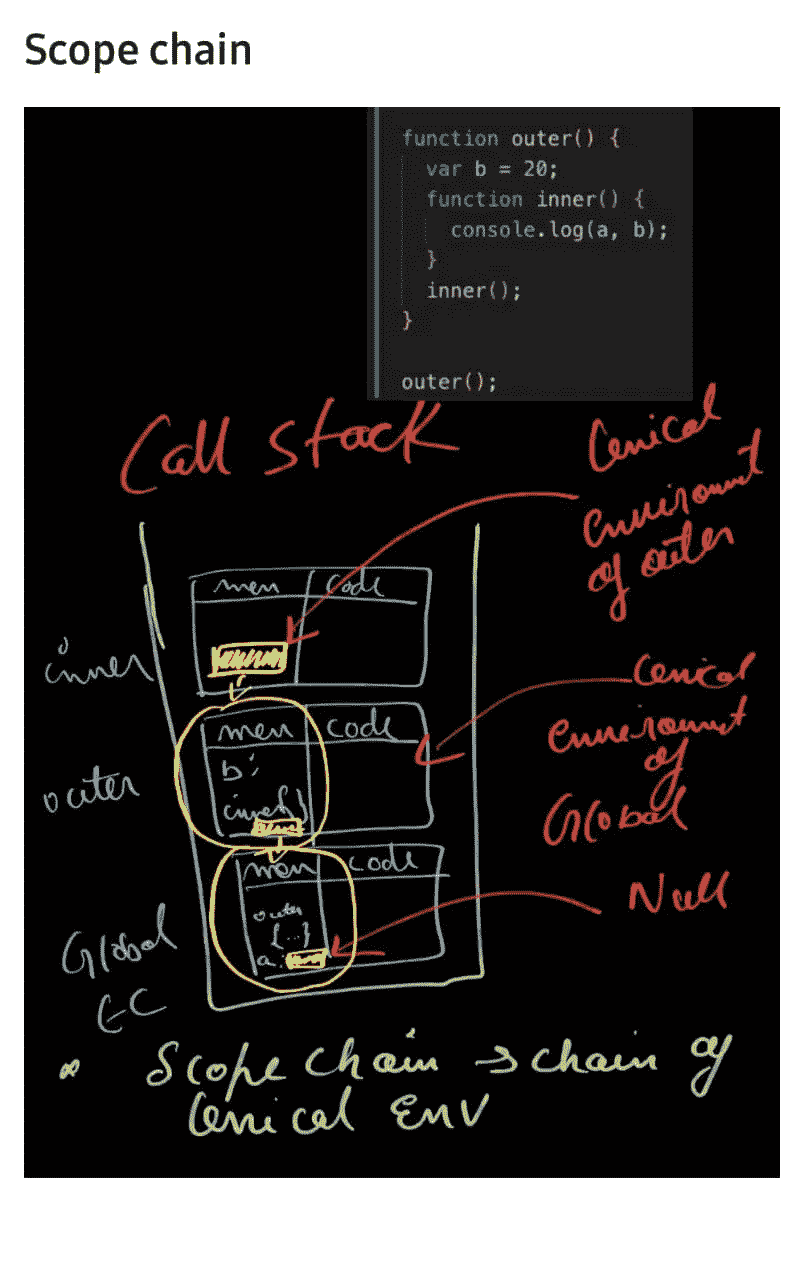 Scope chain
function outer() {
var b = 20;
function inner() {
console.log(a, b);
}
inner();
}
outer();
Call stack
Lexical
environment
of outer
mem code
inner
Lexical
environment
of
Global
mem code
b:
outer
mem code
Null
outer
{...}
a:
Global
EC
Scope chain → chain of
lexical ENV